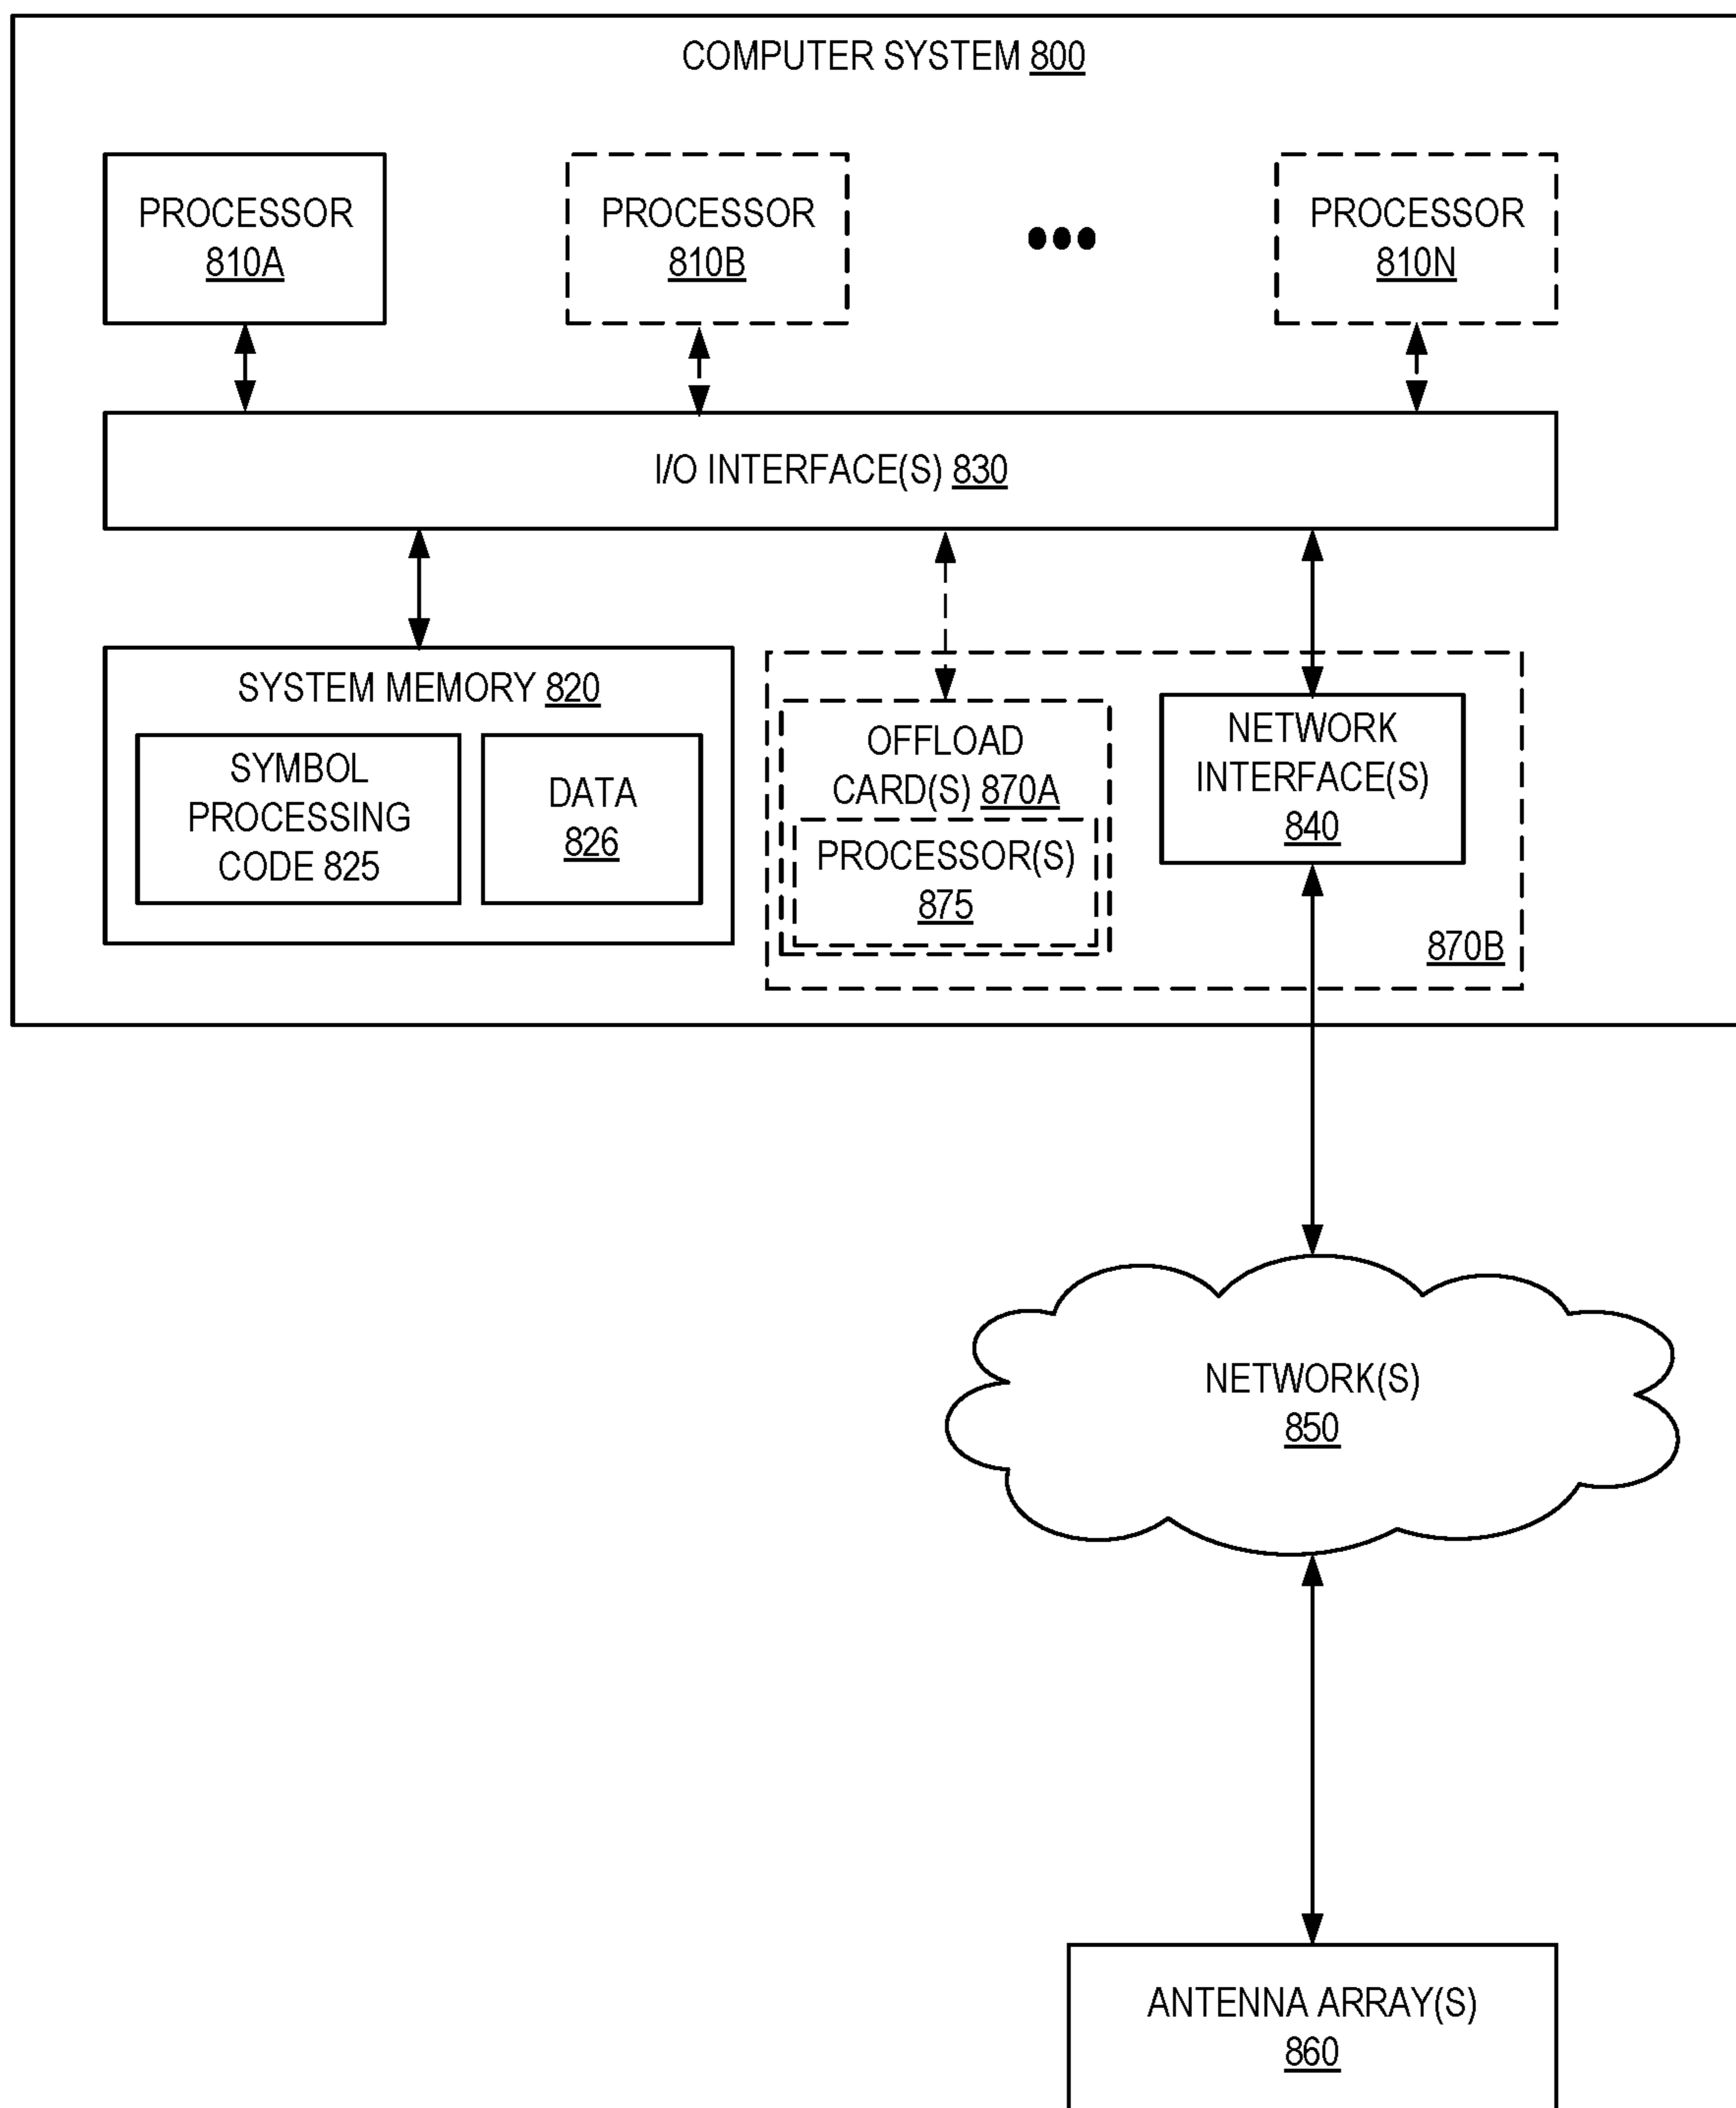 COMPUTER SYSTEM 800
PROCESSOR
810A
PROCESSOR
810B
PROCESSOR
810N
I/O INTERFACE(S) 830
SYSTEM MEMORY 820
SYMBOL
PROCESSING
CODE 825
DATA
826
OFFLOAD
CARD(S) 870A
PROCESSOR(S)
875
NETWORK
INTERFACE(S)
840
870B
NETWORK(S)
850
ANTENNA ARRAY(S)
860